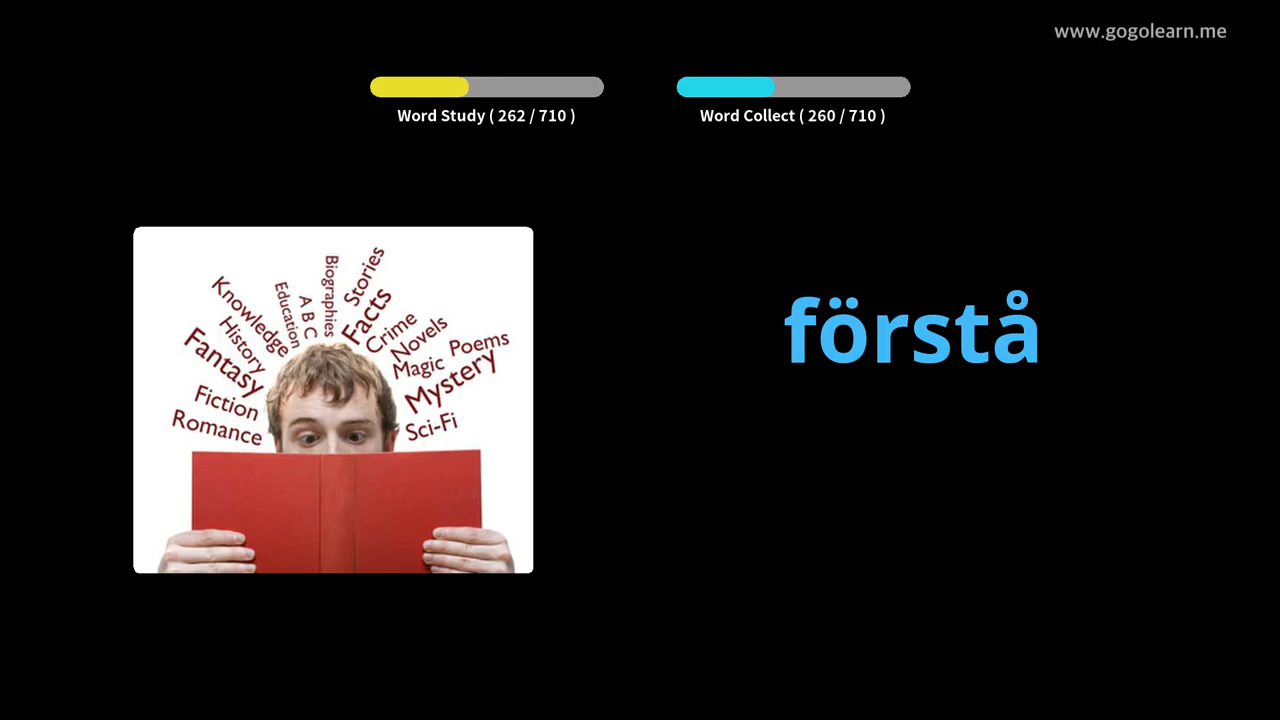 www.gogolearn.me
Word Study ( 262 / 710 )
Word Collect ( 260 / 710 )
förstå
Romance
Fiction
Fantasy
History
Knowledge
Education
A B C
Biographies
Stories
Facts
Crime
Novels
Magic
Poems
Mystery
Sci-Fi